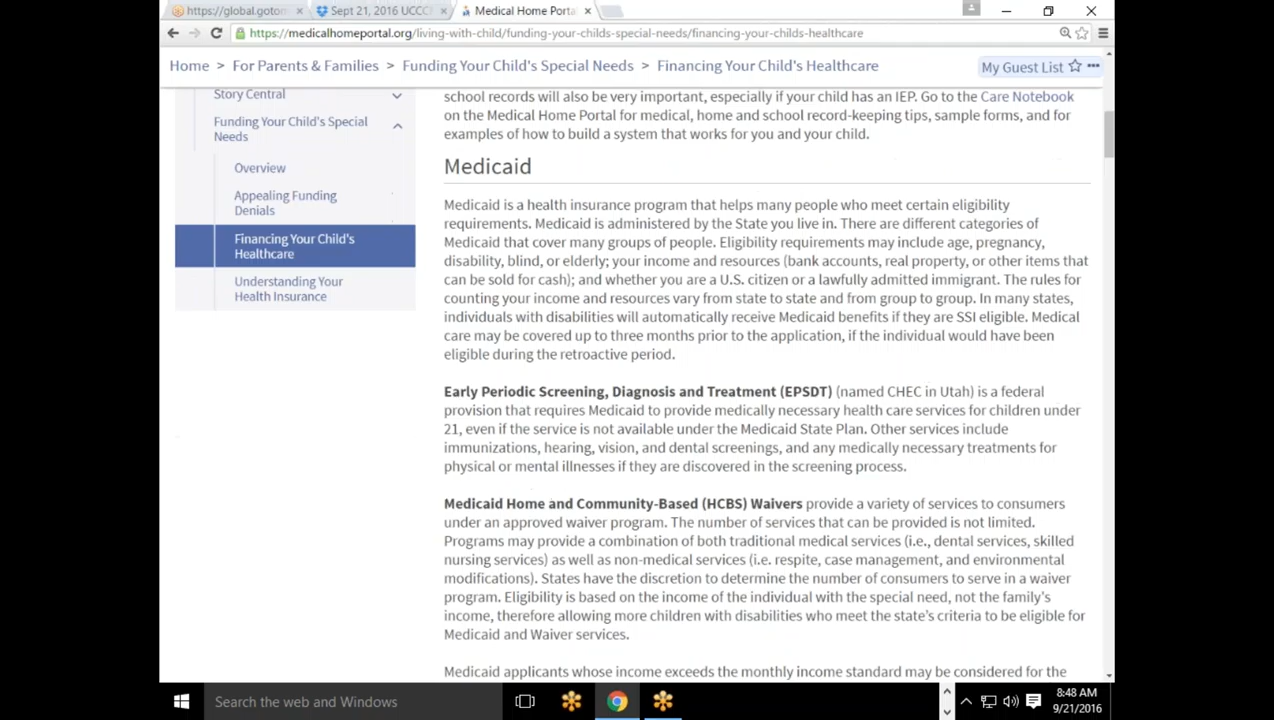 https://global.gotom
Sept 21, 2016 UCCCF
Medical Home Porta
https://medicalhomeportal.org/living-with-child/funding-your-childs-special-needs/financing-your-childs-healthcare
Home > For Parents & Families > Funding Your Child's Special Needs > Financing Your Child's Healthcare
My Guest List
Story Central
Funding Your Child's Special
Needs
Overview
Appealing Funding
Denials
Financing Your Child's
Healthcare
Understanding Your
Health Insurance
school records will also be very important, especially if your child has an IEP. Go to the Care Notebook
on the Medical Home Portal for medical, home and school record-keeping tips, sample forms, and for
examples of how to build a system that works for you and your child.
Medicaid
Medicaid is a health insurance program that helps many people who meet certain eligibility
requirements. Medicaid is administered by the State you live in. There are different categories of
Medicaid that cover many groups of people. Eligibility requirements may include age, pregnancy,
disability, blind, or elderly; your income and resources (bank accounts, real property, or other items that
can be sold for cash); and whether you are a U.S. citizen or a lawfully admitted immigrant. The rules for
counting your income and resources vary from state to state and from group to group. In many states,
individuals with disabilities will automatically receive Medicaid benefits if they are SSI eligible. Medical
care may be covered up to three months prior to the application, if the individual would have been
eligible during the retroactive period.
Early Periodic Screening, Diagnosis and Treatment (EPSDT) (named CHEC in Utah) is a federal
provision that requires Medicaid to provide medically necessary health care services for children under
21, even if the service is not available under the Medicaid State Plan. Other services include
immunizations, hearing, vision, and dental screenings, and any medically necessary treatments for
physical or mental illnesses if they are discovered in the screening process.
Medicaid Home and Community-Based (HCBS) Waivers provide a variety of services to consumers
under an approved waiver program. The number of services that can be provided is not limited.
Programs may provide a combination of both traditional medical services (i.e., dental services, skilled
nursing services) as well as non-medical services (i.e. respite, case management, and environmental
modifications). States have the discretion to determine the number of consumers to serve in a waiver
program. Eligibility is based on the income of the individual with the special need, not the family's
income, therefore allowing more children with disabilities who meet the state's criteria to be eligible for
Medicaid and Waiver services.
Medicaid applicants whose income exceeds the monthly income standard may be considered for the
Search the web and Windows
8:48 AM
9/21/2016